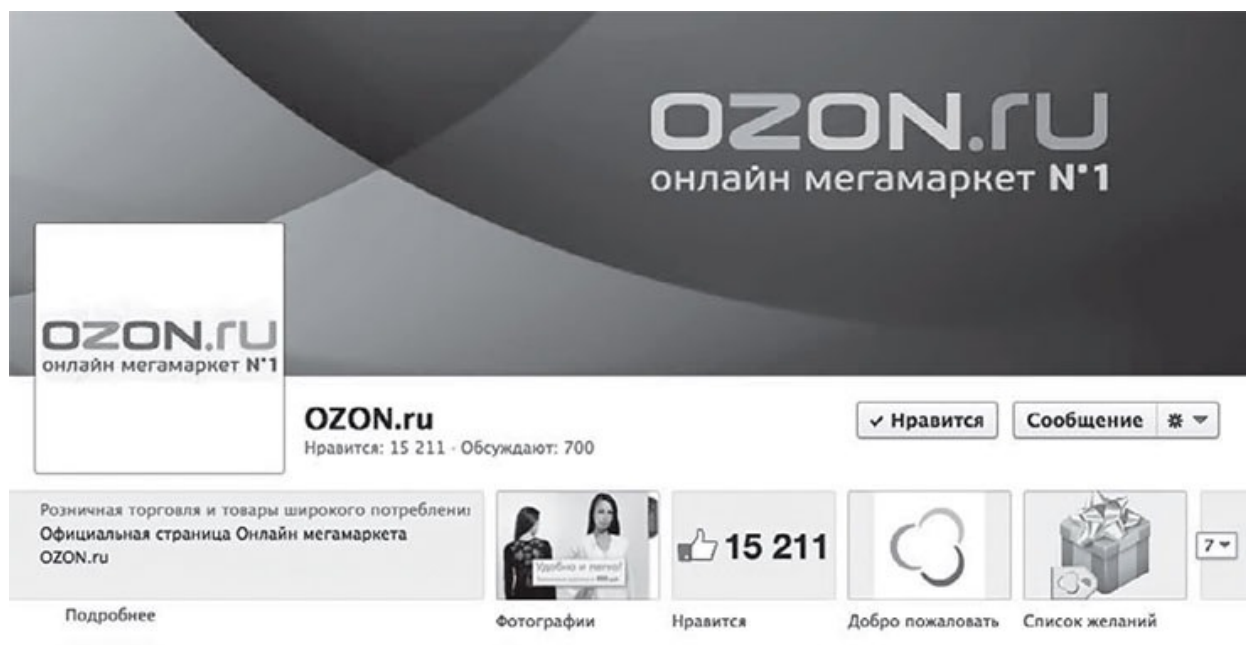 OZON.ru
онлайн мегамаркет N°1
OZON.ru
онлайн мегамаркет N°1
OZON.ru
Нравится: 15 211 · Обсуждают: 700
✓ Нравится
Сообщение
Розничная торговля и товары широкого потреблени
Официальная страница Онлайн мегамаркета
OZON.ru
Подробнее
Удобно и легко!
Фотографии
15 211
Нравится
Добро пожаловать
Список желаний
7